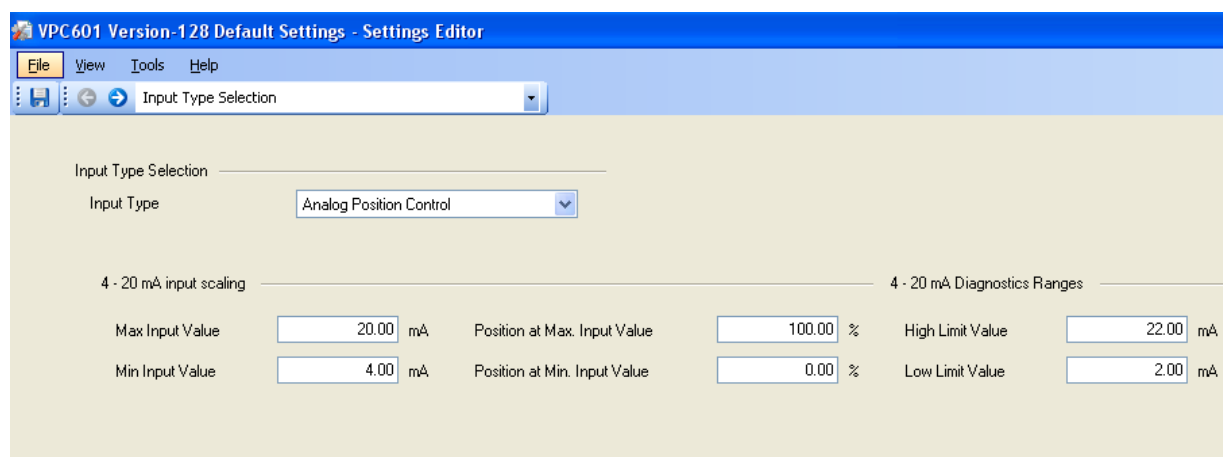 VPC601 Version-128 Default Settings - Settings Editor
File View Tools Help
Input Type Selection
Input Type Selection
Input Type Analog Position Control
4 - 20 mA input scaling 4 - 20 mA Diagnostics Ranges
Max Input Value 20.00 mA Position at Max. Input Value 100.00 % High Limit Value 22.00 mA
Min Input Value 4.00 mA Position at Min. Input Value 0.00 % Low Limit Value 2.00 mA